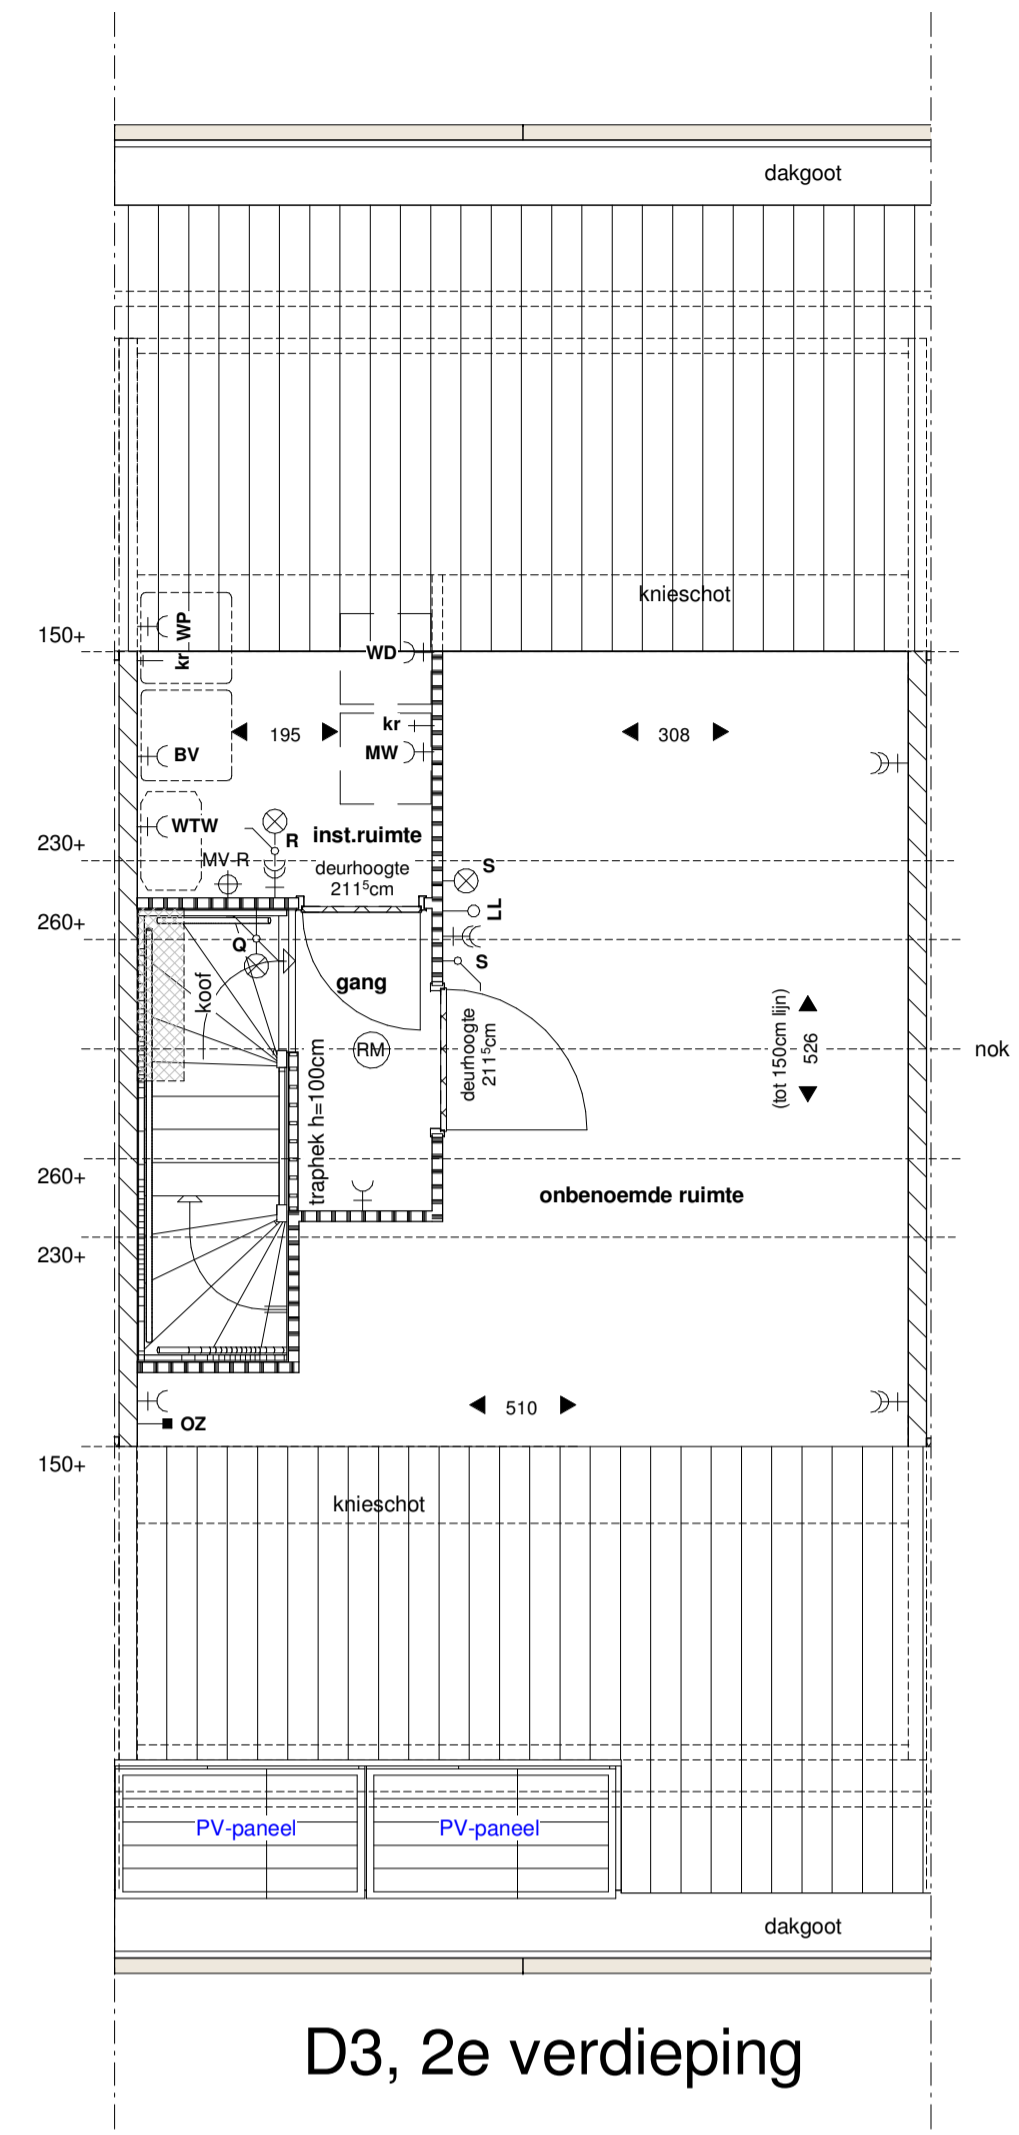 dakgoot
knieschot
150+
WP
kr
WD
kr
195
308
MW
BV
WTW
R
inst.ruimte
230+
MV-R
deurhoogte
211⁵cm
S
LL
260+
Q
S
koof
gang
RM
deurhoogte
211⁵cm
(tot 150cm lijn)
526
nok
traphek h=100cm
260+
onbenoemde ruimte
230+
510
OZ
150+
knieschot
PV-paneel
PV-paneel
dakgoot
D3, 2e verdieping